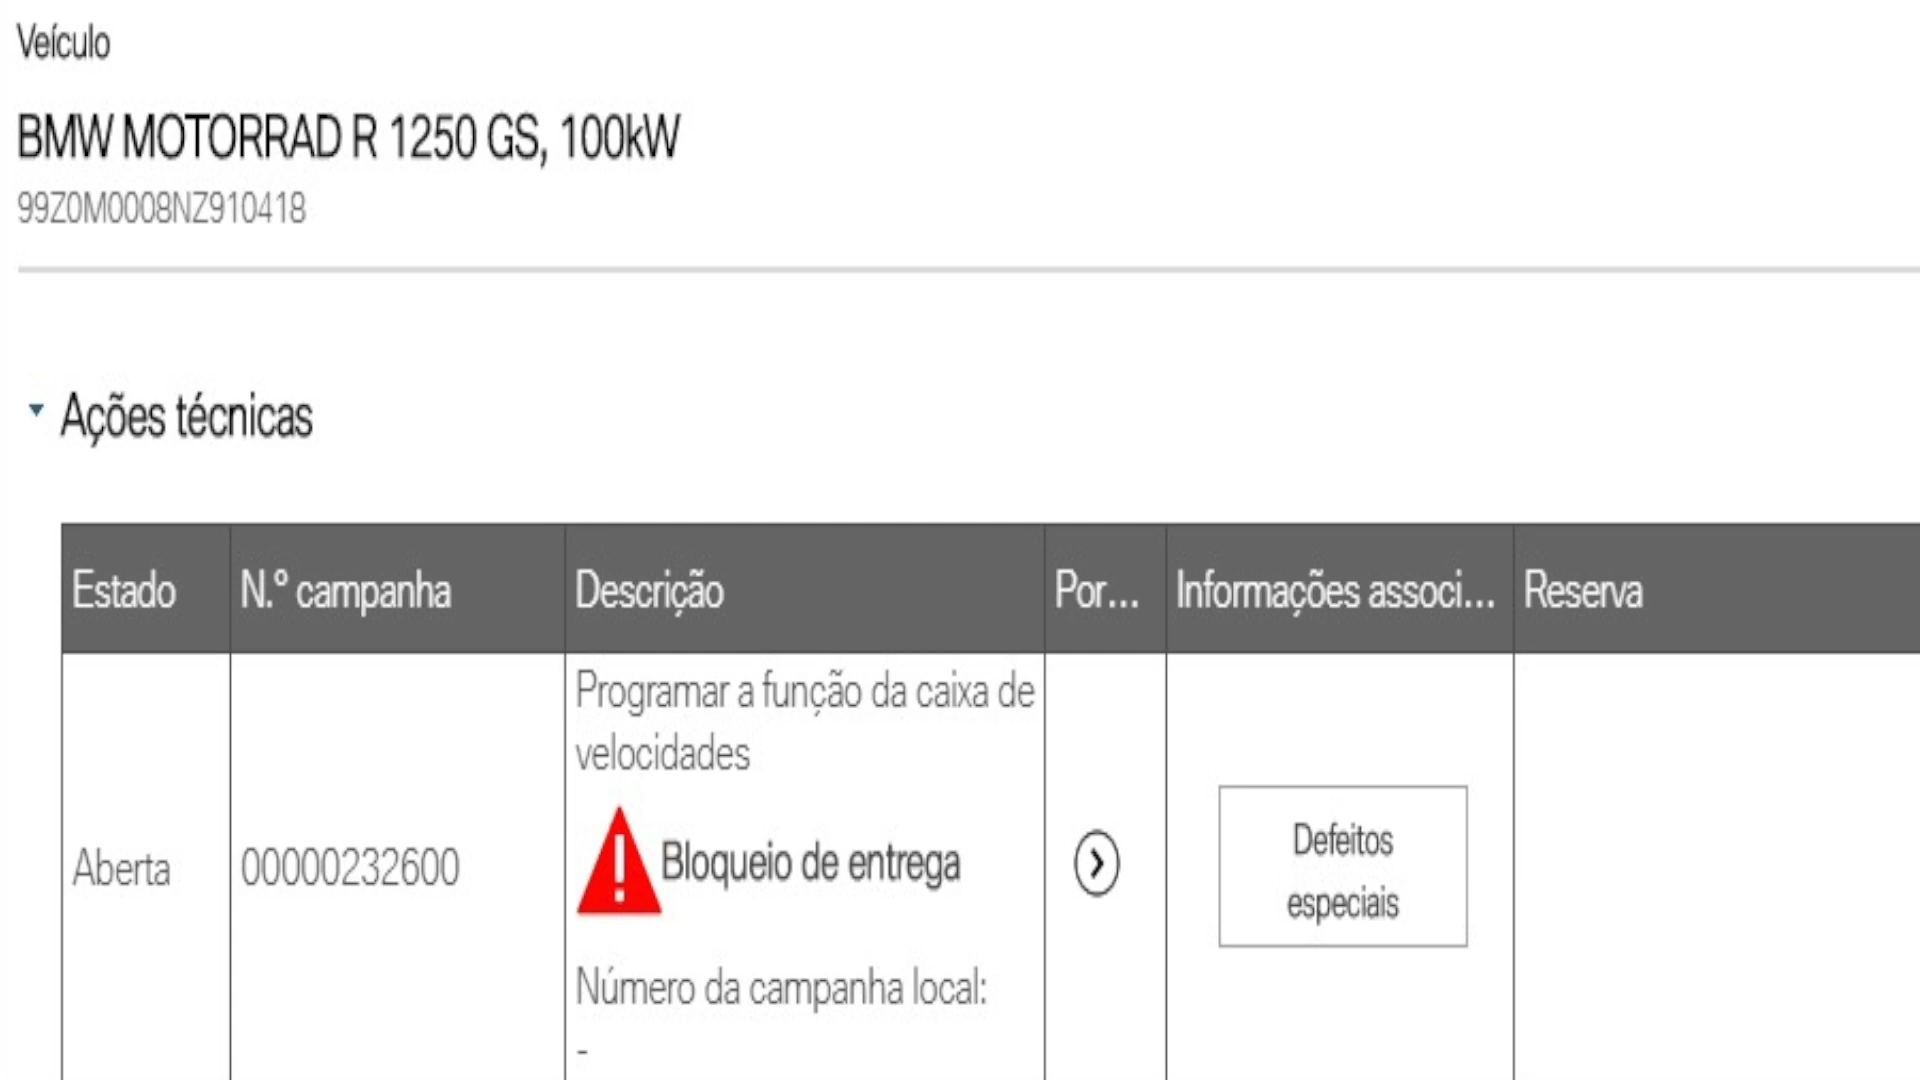 Veículo
BMW MOTORRAD R 1250 GS, 100kW
99Z0M0008NZ910418
Ações técnicas
Estado N.º campanha Descrição Por... Informações associ... Reserva
Programar a função da caixa de
velocidades
Aberta 00000232600 Bloqueio de entrega
Defeitos
especiais
Número da campanha local:
-